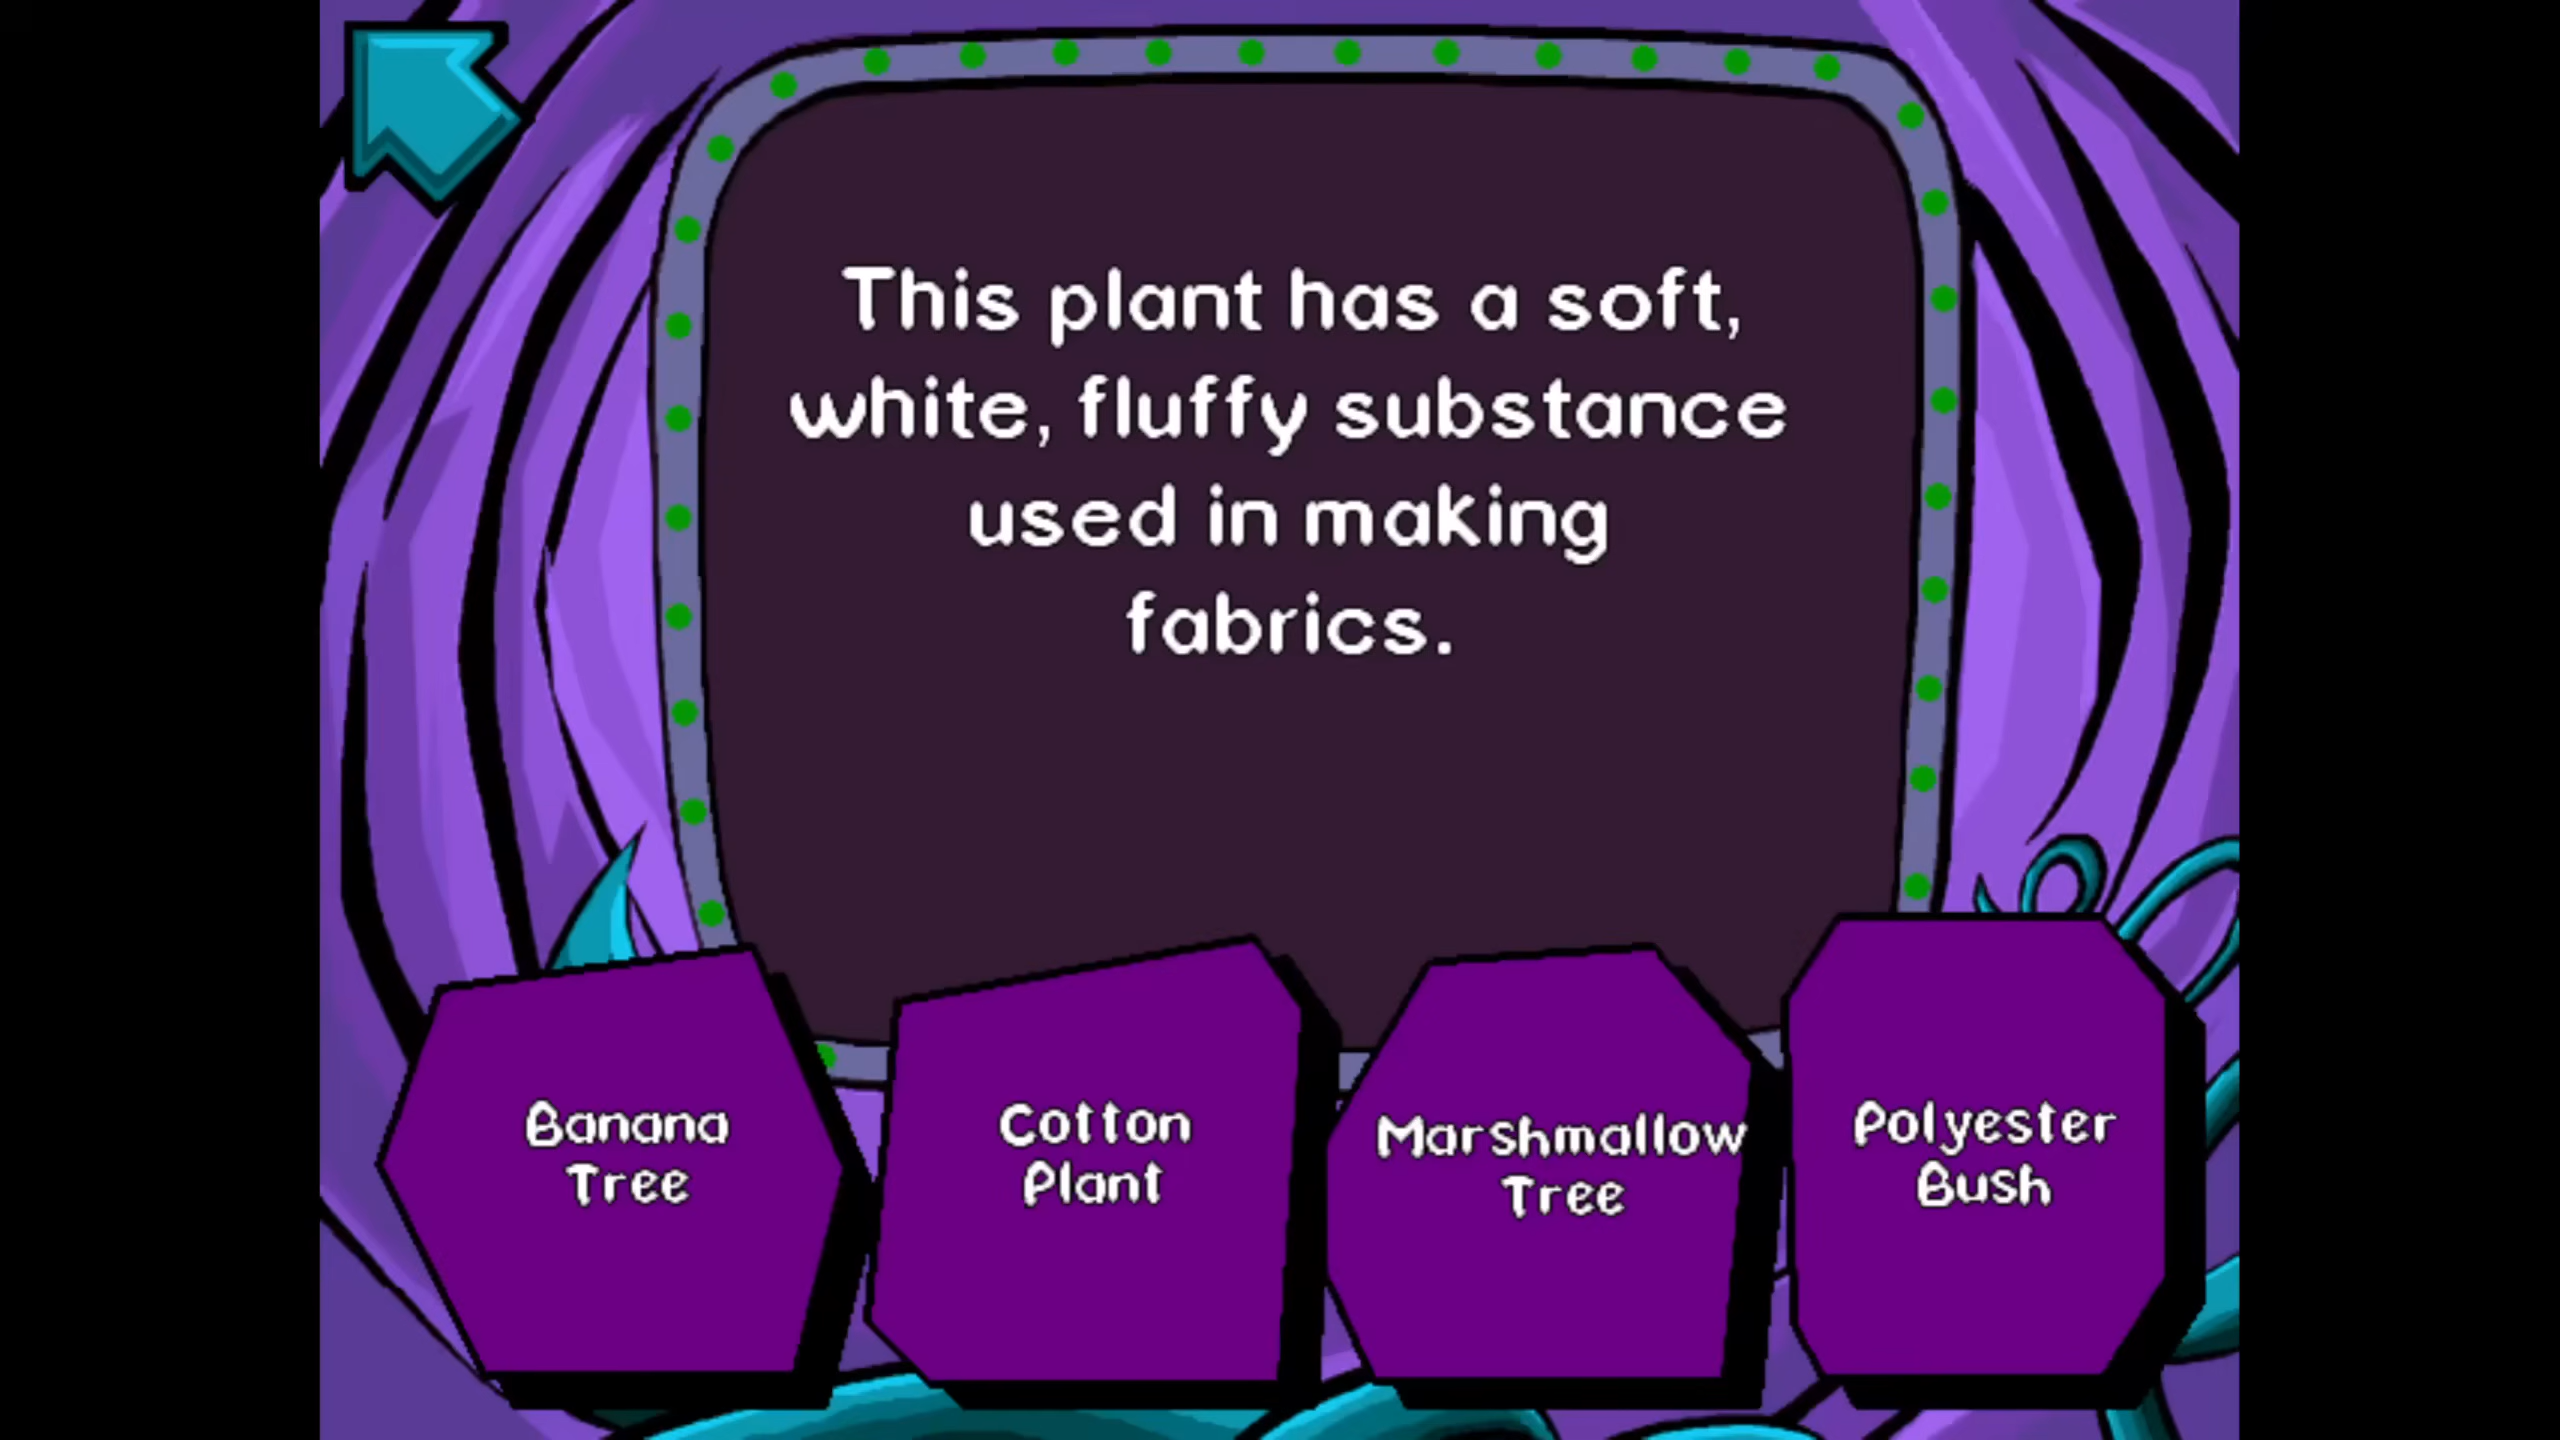 This plant has a soft,
white, fluffy substance
used in making
fabrics.
Banana
Tree
Cotton
Plant
Marshmallow
Tree
Polyester
Bush